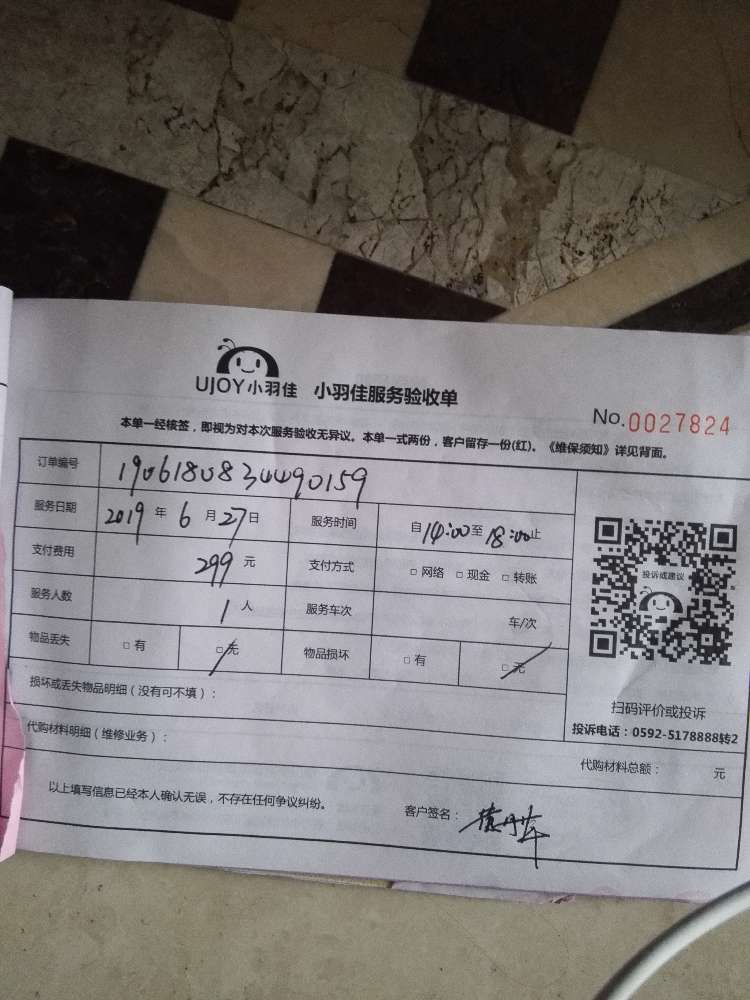 UJOY小羽佳 小羽佳服务验收单
No.0027824
本单一经核签，即视为对本次服务验收无异议。本单一式两份，客户留存一份(红)。《维保须知》详见背面。
订单编号 1906180834490159
服务日期 2019 年 6 月 27 日 服务时间 自 14:00 至 18:00 止
支付费用 299 元 支付方式 □ 网络 □ 现金 □ 转账
服务人数 1 人 服务车次 车/次
物品丢失 □ 有 □ 无 物品损坏 □ 有 □ 无
投诉或建议
扫码评价或投诉
投诉电话：0592-5178888转2
损坏或丢失物品明细（没有可不填）：
代购材料明细（维修业务）：
代购材料总额： 元
以上填写信息已经本人确认无误，不存在任何争议纠纷。
客户签名：